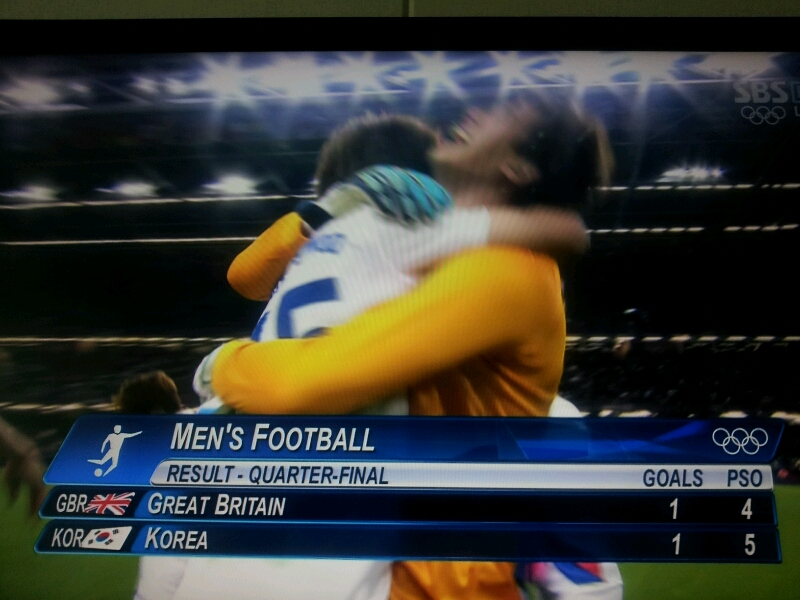 SBS
MEN'S FOOTBALL
RESULT - QUARTER-FINAL GOALS PSO
GBR GREAT BRITAIN 1 4
KOR KOREA 1 5